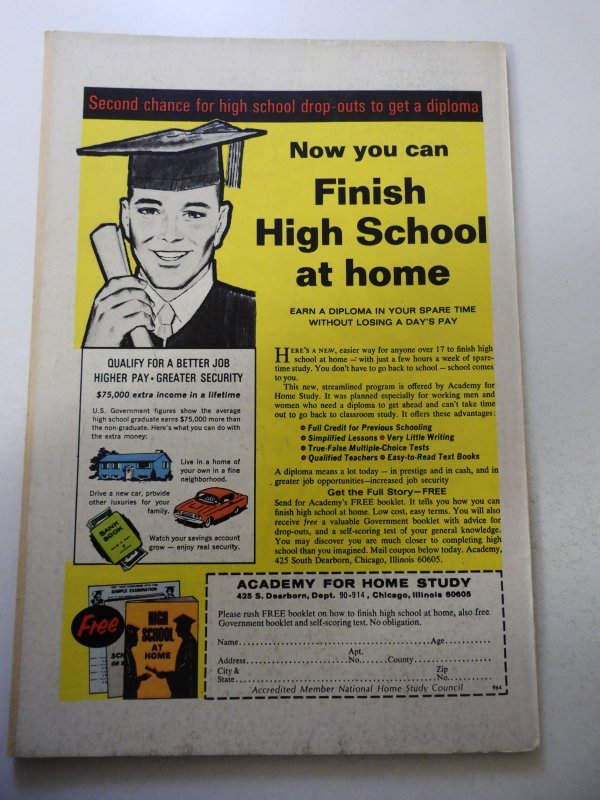 Second chance for high school drop-outs to get a diploma
Now you can
Finish
High School
at home
EARN A DIPLOMA IN YOUR SPARE TIME
WITHOUT LOSING A DAY'S PAY
QUALIFY FOR A BETTER JOB
HIGHER PAY • GREATER SECURITY
$75,000 extra income in a lifetime
U.S. Government figures show the average
high school graduate earns $75,000 more than
the non-graduate. Here's what you can do with
the extra money:
Live in a home of
your own in a fine
neighborhood.
Drive a new car, provide
other luxuries for your
family.
BANK
BOOK
Watch your savings account
grow — enjoy real security.
HERE'S A NEW, easier way for anyone over 17 to finish high
school at home — with just a few hours a week of spare-
time study. You don't have to go back to school — school comes
to you.
This new, streamlined program is offered by Academy for
Home Study. It was planned especially for working men and
women who need a diploma to get ahead and can't take time
out to go back to classroom study. It offers these advantages:
• Full Credit for Previous Schooling
• Simplified Lessons • Very Little Writing
• True-False Multiple-Choice Tests
• Qualified Teachers • Easy-to-Read Text Books
A diploma means a lot today — in prestige and in cash, and in
greater job opportunities—increased job security
Get the Full Story—FREE
Send for Academy's FREE booklet. It tells you how you can
finish high school at home. Low cost, easy terms. You will also
receive free a valuable Government booklet with advice for
drop-outs, and a self-scoring test of your general knowledge.
You may discover you are much closer to completing high
school than you imagined. Mail coupon below today. Academy,
425 South Dearborn, Chicago, Illinois 60605.
Free
SAMPLE EXAMINATION
HIGH
SCHOOL
AT
HOME
ACADEMY FOR HOME STUDY
425 S. Dearborn, Dept. 90-914, Chicago, Illinois 60605
Please rush FREE booklet on how to finish high school at home, also free
Government booklet and self-scoring test. No obligation.
Name Age
Address Apt. No. County
City & State Zip No.
Accredited Member National Home Study Council
964